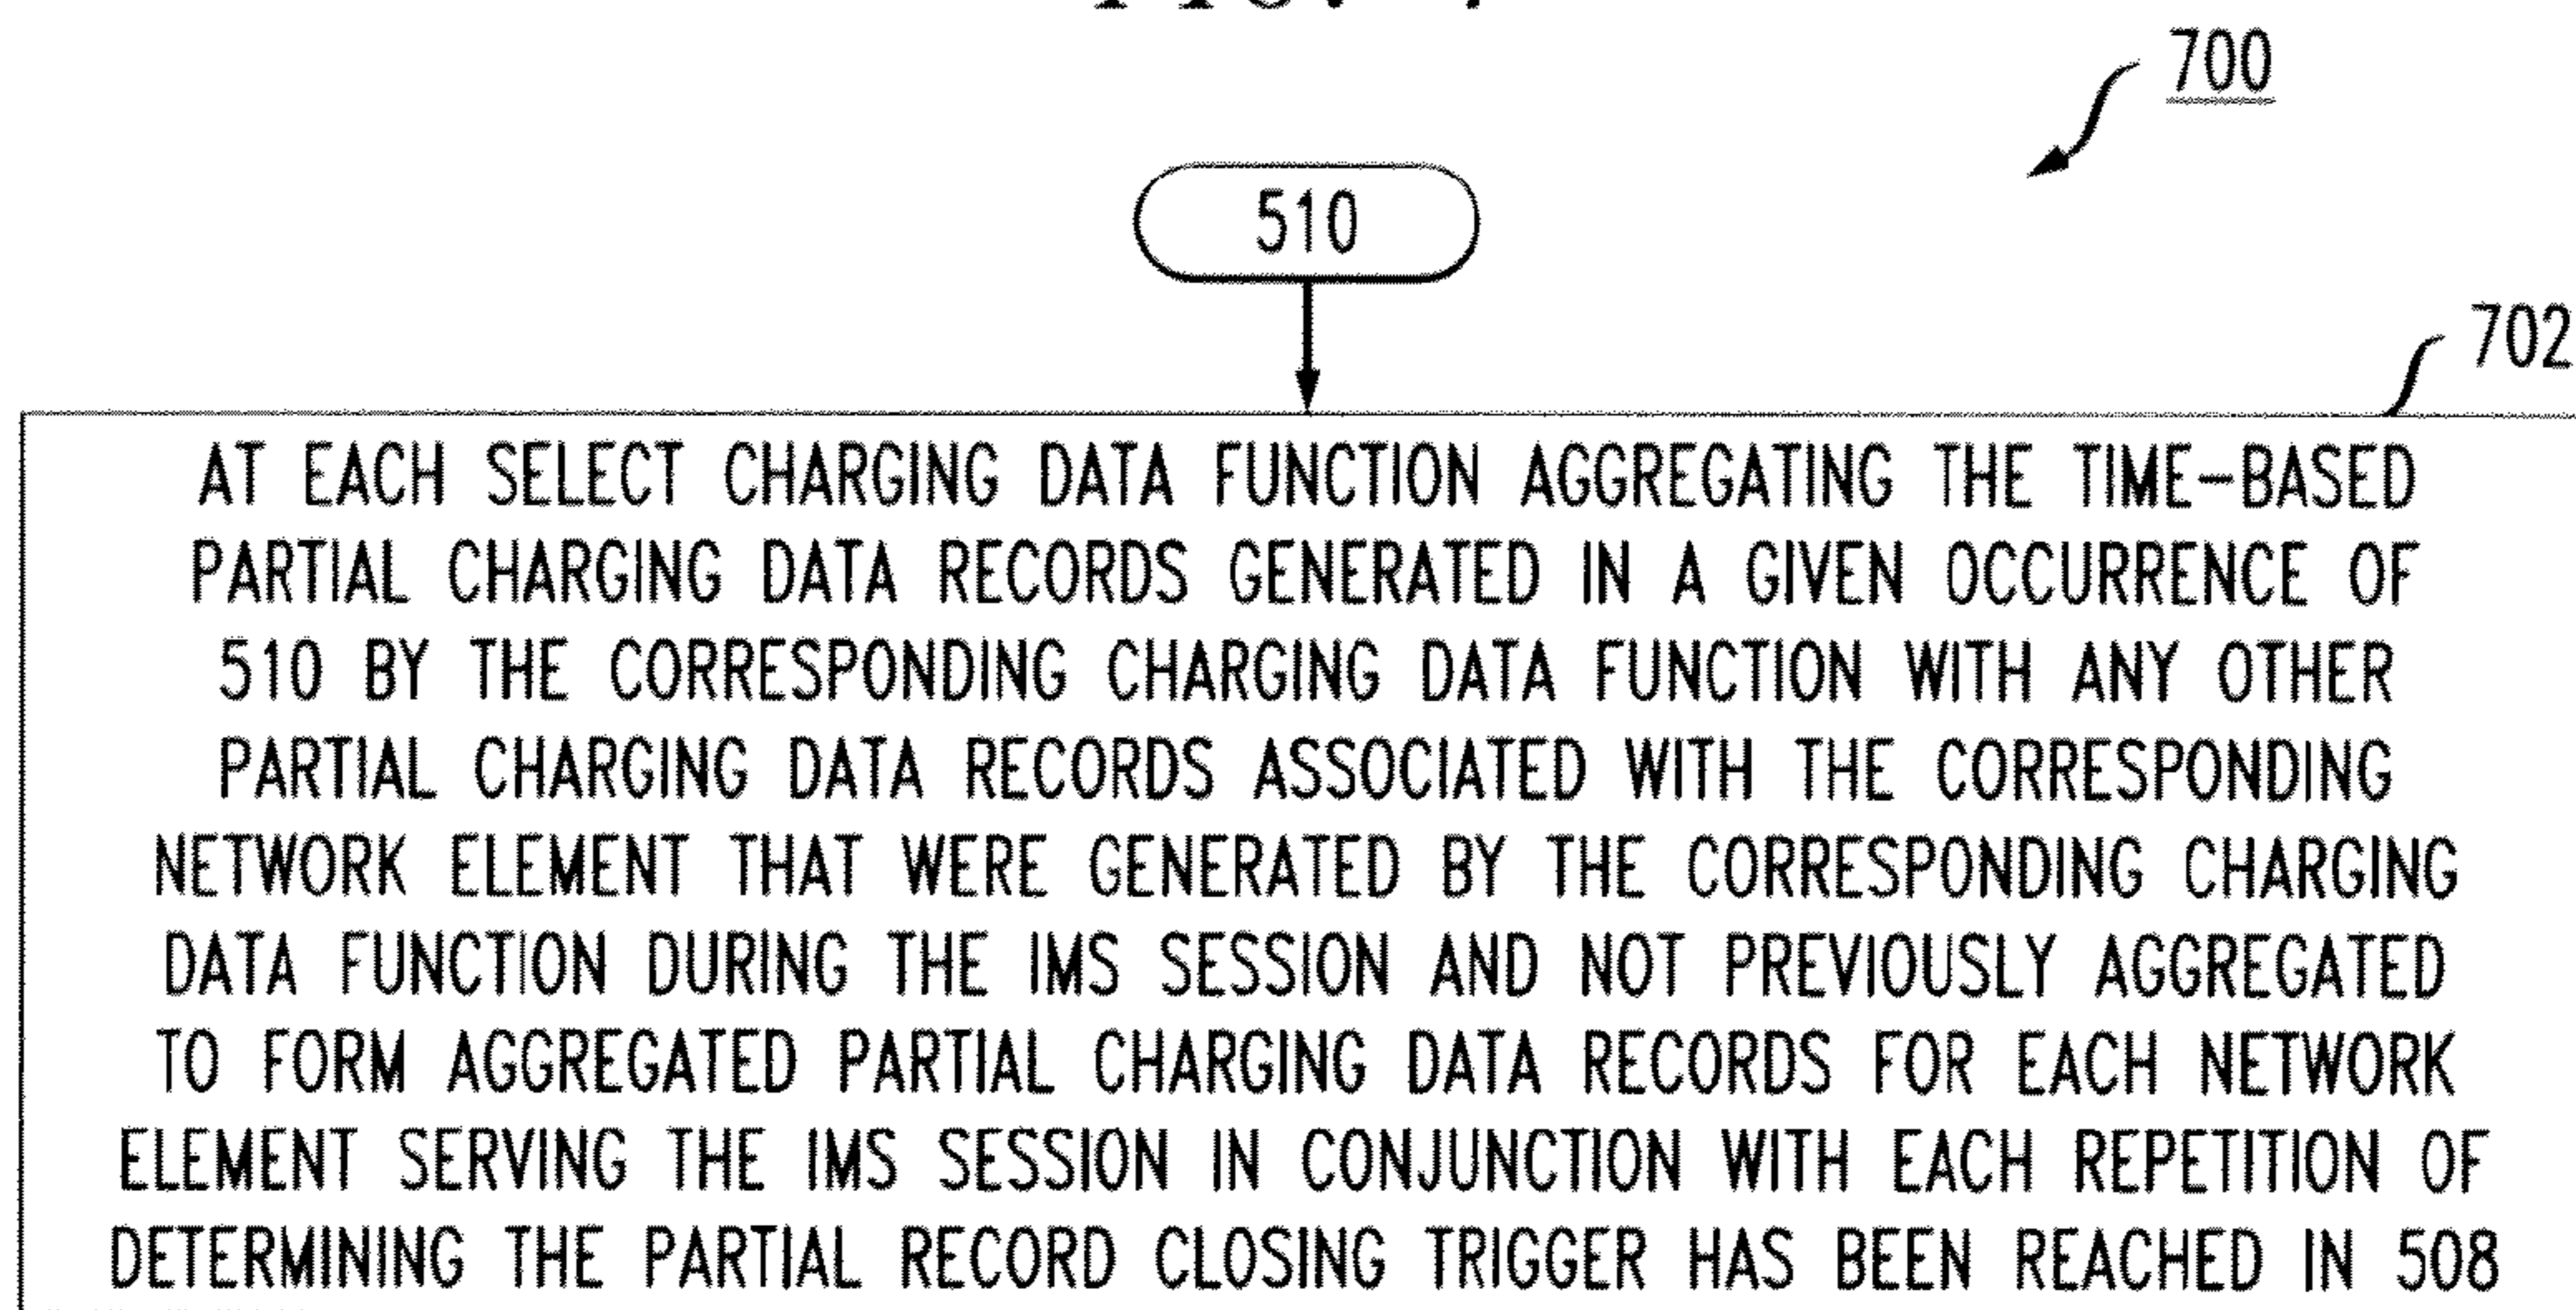 700
510
702
AT EACH SELECT CHARGING DATA FUNCTION AGGREGATING THE TIME-BASED
PARTIAL CHARGING DATA RECORDS GENERATED IN A GIVEN OCCURRENCE OF
510 BY THE CORRESPONDING CHARGING DATA FUNCTION WITH ANY OTHER
PARTIAL CHARGING DATA RECORDS ASSOCIATED WITH THE CORRESPONDING
NETWORK ELEMENT THAT WERE GENERATED BY THE CORRESPONDING CHARGING
DATA FUNCTION DURING THE IMS SESSION AND NOT PREVIOUSLY AGGREGATED
TO FORM AGGREGATED PARTIAL CHARGING DATA RECORDS FOR EACH NETWORK
ELEMENT SERVING THE IMS SESSION IN CONJUNCTION WITH EACH REPETITION OF
DETERMINING THE PARTIAL RECORD CLOSING TRIGGER HAS BEEN REACHED IN 508